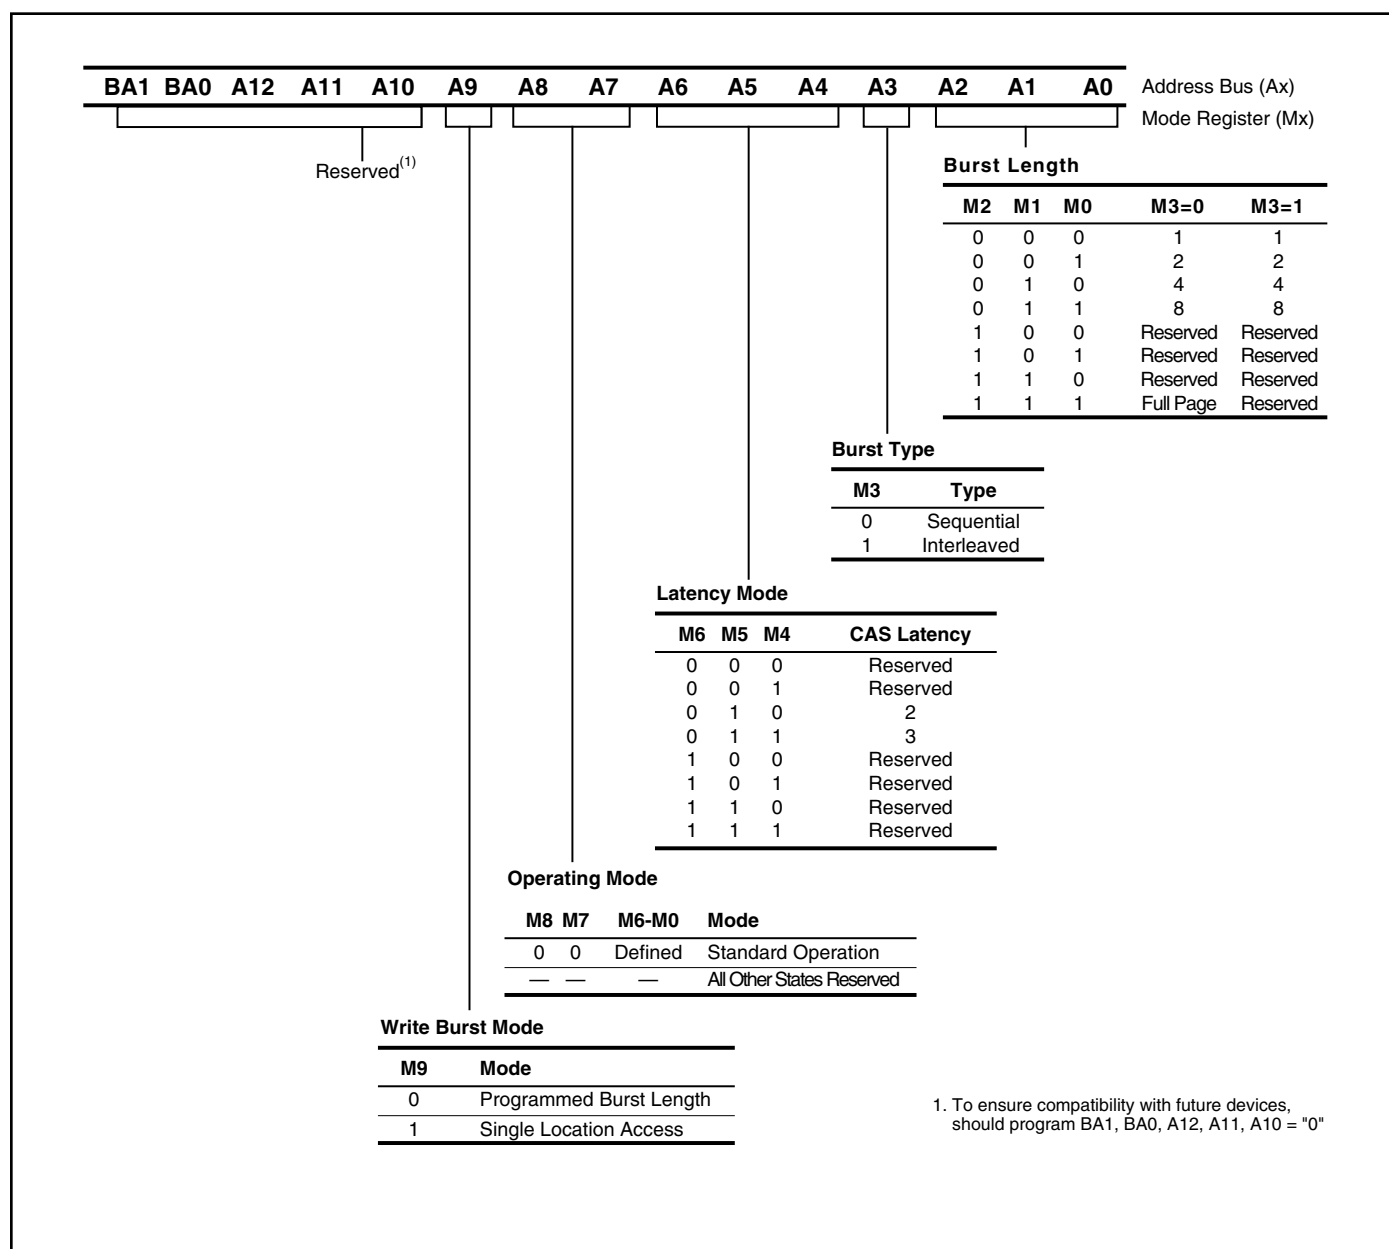 BA1 BA0 A12 A11 A10 A9 A8 A7 A6 A5 A4 A3 A2 A1 A0 Address Bus (Ax)
Mode Register (Mx)
Reserved(1)
Burst Length
M2 M1 M0 M3=0 M3=1
0 0 0 1 1
0 0 1 2 2
0 1 0 4 4
0 1 1 8 8
1 0 0 Reserved Reserved
1 0 1 Reserved Reserved
1 1 0 Reserved Reserved
1 1 1 Full Page Reserved
Burst Type
M3 Type
0 Sequential
1 Interleaved
Latency Mode
M6 M5 M4 CAS Latency
0 0 0 Reserved
0 0 1 Reserved
0 1 0 2
0 1 1 3
1 0 0 Reserved
1 0 1 Reserved
1 1 0 Reserved
1 1 1 Reserved
Operating Mode
M8 M7 M6-M0 Mode
0 0 Defined Standard Operation
— — — All Other States Reserved
Write Burst Mode
M9 Mode
0 Programmed Burst Length
1 Single Location Access
1. To ensure compatibility with future devices,
should program BA1, BA0, A12, A11, A10 = "0"